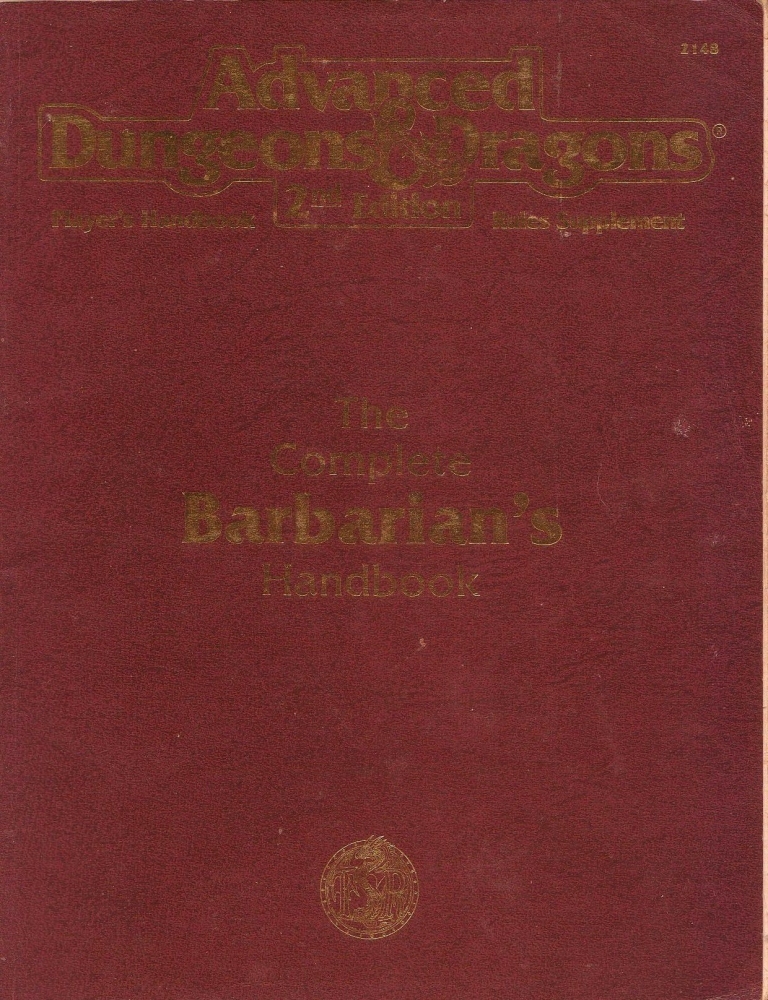 2148
Advanced
Dungeons & Dragons®
2nd Edition
Player's Handbook Rules Supplement
The
Complete
Barbarian's
Handbook
TSR